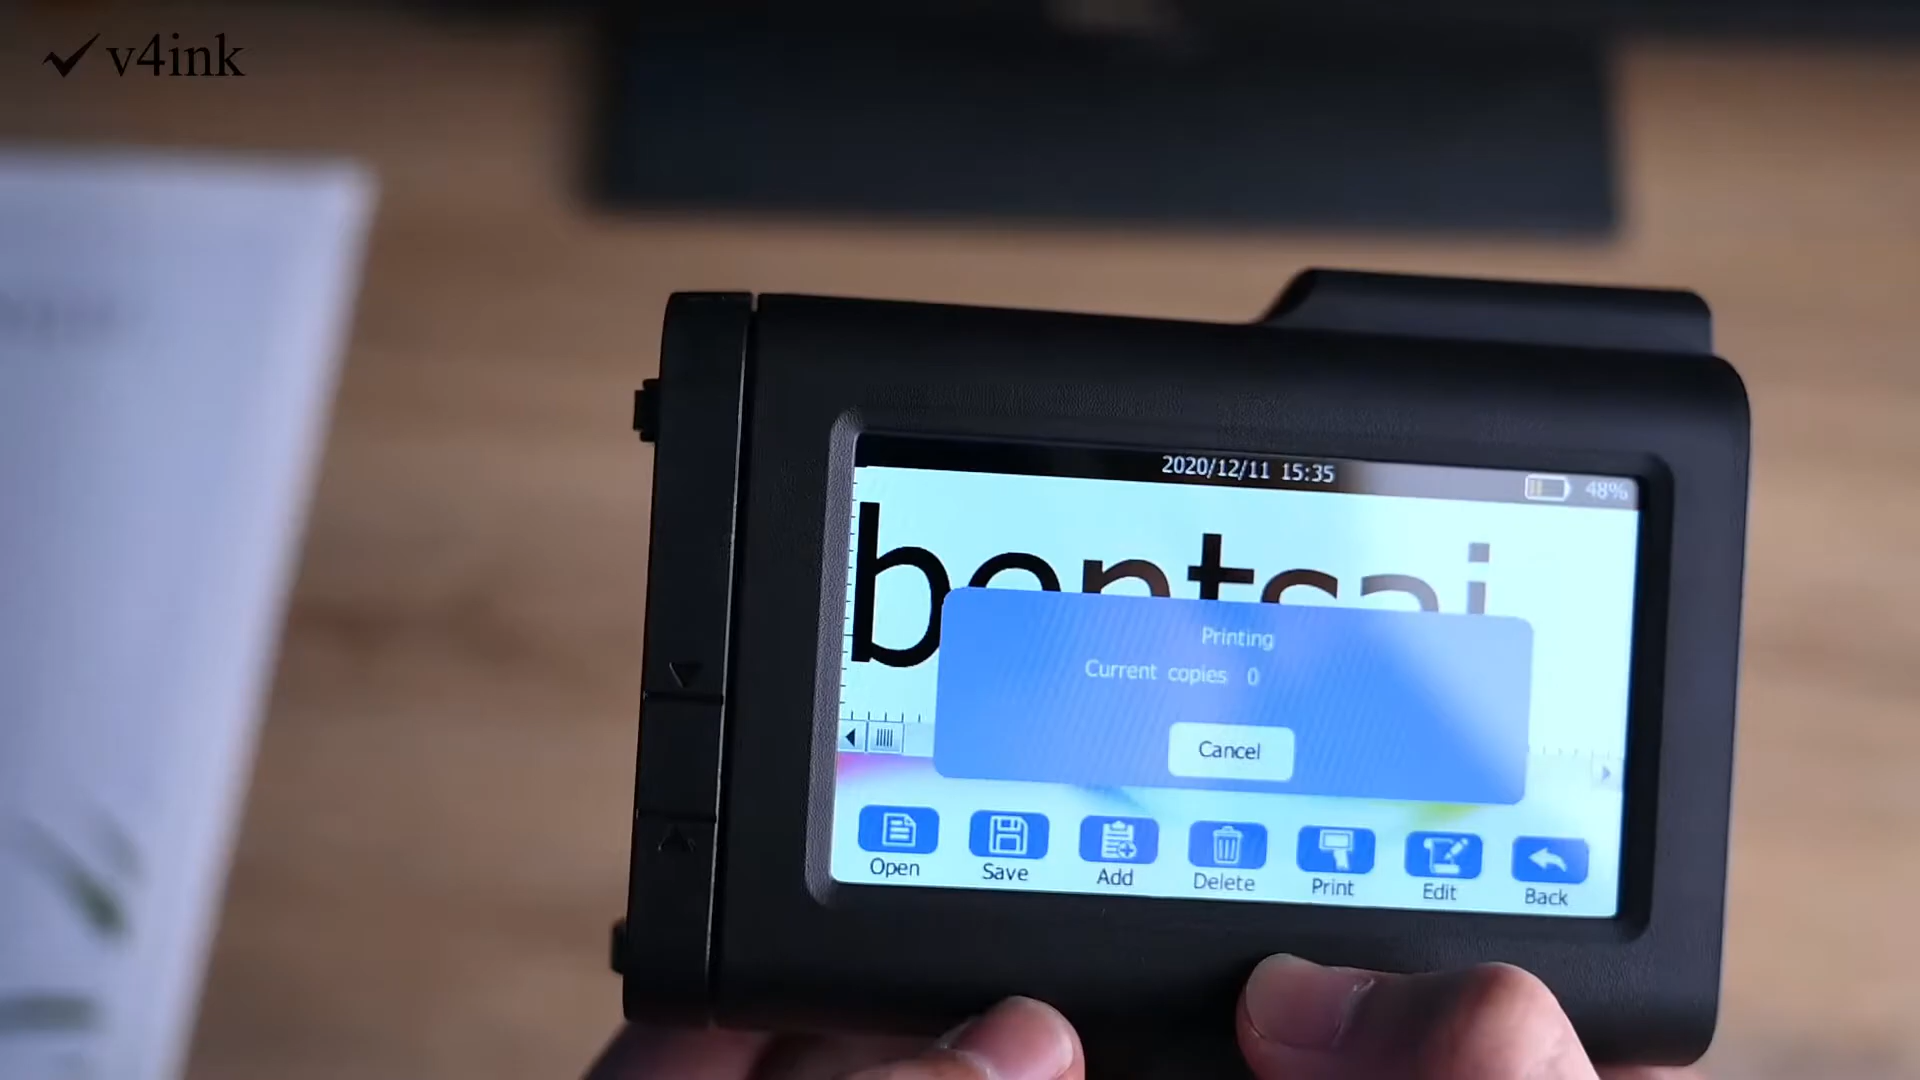 v4ink
2020/12/11 15:35
48%
bentsai
Printing
Current copies 0
Cancel
Open Save Add Delete Print Edit Back